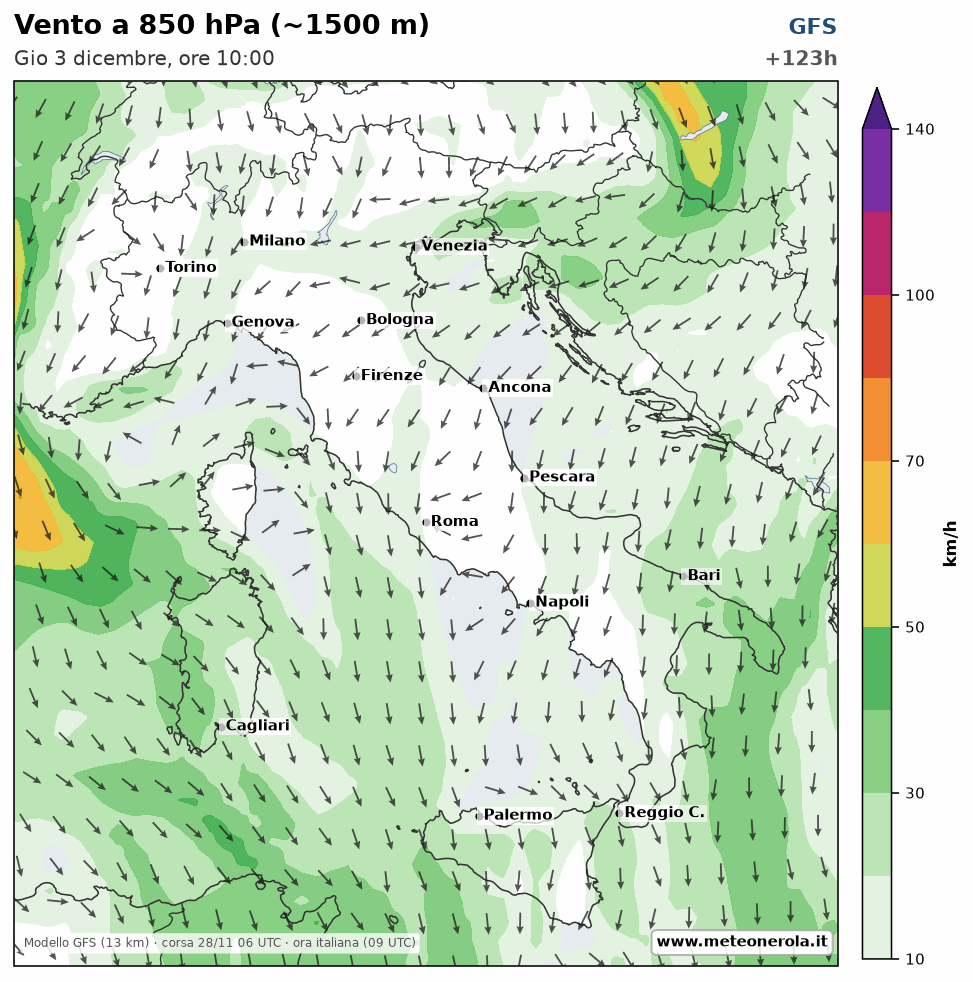 Vento a 850 hPa (~1500 m)
GFS
Gio 3 dicembre, ore 10:00
+123h
Milano
Venezia
Torino
Genova
Bologna
Firenze
Ancona
Pescara
Roma
Bari
Napoli
Cagliari
Palermo
Reggio C.
140
100
70
50
30
10
km/h
Modello GFS (13 km) · corsa 28/11 06 UTC · ora italiana (09 UTC)
www.meteonerola.it